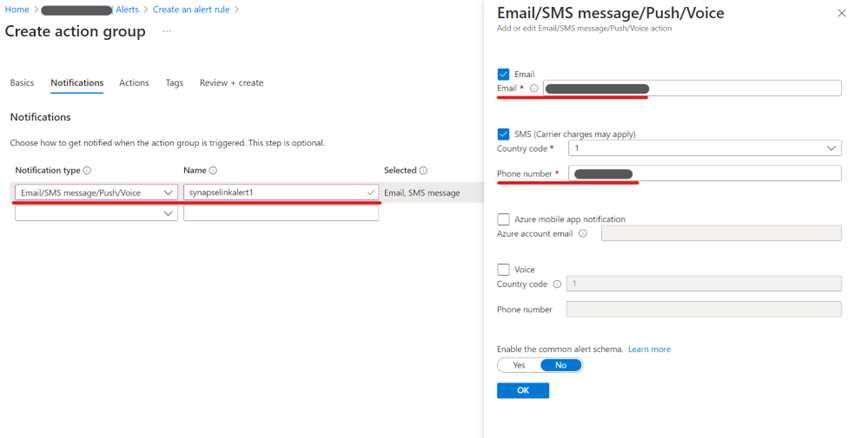 Home > Alerts > Create an alert rule >
Create action group ...
Basics Notifications Actions Tags Review + create
Notifications
Choose how to get notified when the action group is triggered. This step is optional.
Notification type Name Selected
Email/SMS message/Push/Voice synapselinkalert1 Email, SMS message
Email/SMS message/Push/Voice
Add or edit Email/SMS message/Push/Voice action
Email
Email *
SMS (Carrier charges may apply)
Country code * 1
Phone number *
Azure mobile app notification
Azure account email
Voice
Country code 1
Phone number
Enable the common alert schema. Learn more
Yes No
OK